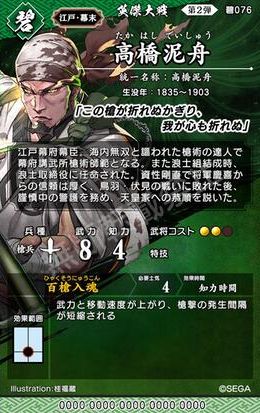 碧
江戸・幕末
英傑大戦
第2弾
碧076
たか はし でいしゅう
高橋泥舟
統一名称：高橋泥舟
生没年：1835～1903
「この槍が折れぬかぎり、
我が心も折れぬ」
江戸幕府幕臣。海内無双と謳われた槍術の達人で
幕府講武所槍術師範となる。また浪士組結成時、
浪士取締役に任命された。資性剛直で将軍慶喜
からの信頼は厚く、鳥羽、伏見の戦いに敗れた後、
謹慎中の警護を務め、天皇家への恭順を説いた。
兵種 武力 知力 武将コスト
槍兵 8 4 特技
ひゃくそうにゅうこん
百槍入魂
必要士気 4
効果時間 知力時間
効果範囲
武力と移動速度が上がり、槍撃の発生間隔
が短縮される
Illustration:桂福蔵
©SEGA
0000-0000-0000-0000-0000